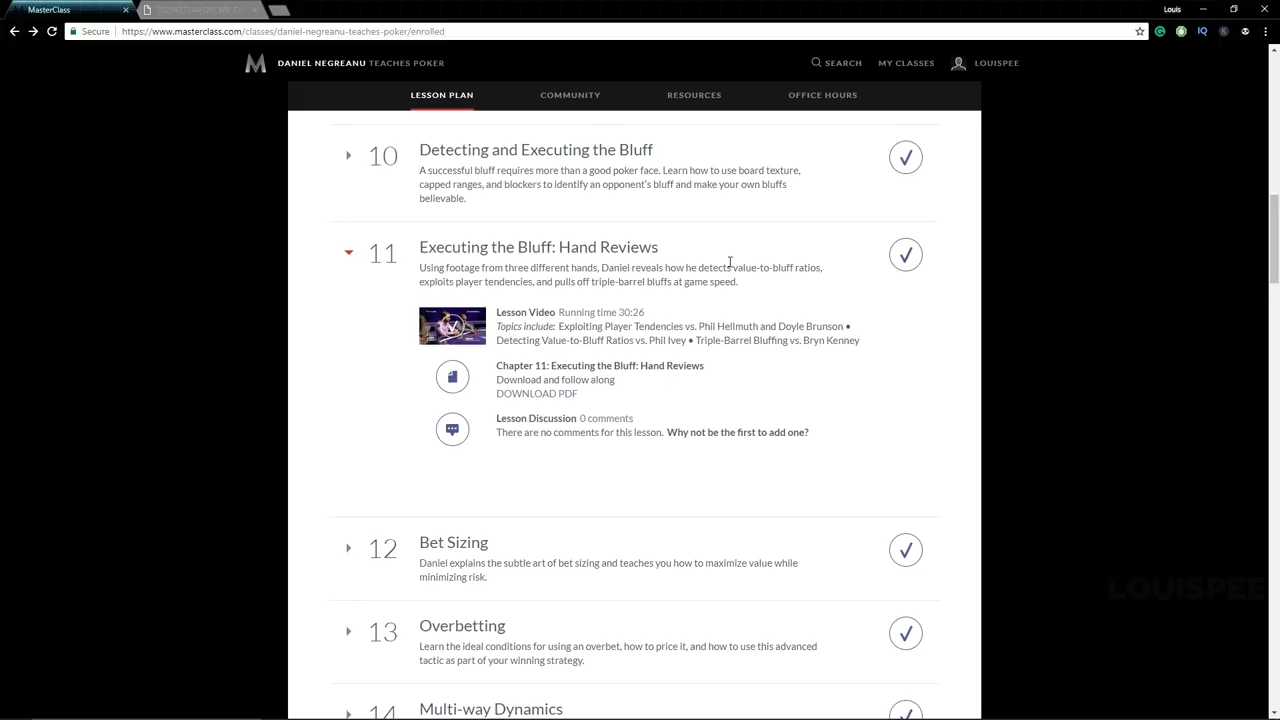 MasterClass
Louis
Secure
https://www.masterclass.com/classes/daniel-negreanu-teaches-poker/enrolled
DANIEL NEGREANU TEACHES POKER
SEARCH
MY CLASSES
LOUISPEE
LESSON PLAN
COMMUNITY
RESOURCES
OFFICE HOURS
10
Detecting and Executing the Bluff
A successful bluff requires more than a good poker face. Learn how to use board texture,
capped ranges, and blockers to identify an opponent's bluff and make your own bluffs
believable.
11
Executing the Bluff: Hand Reviews
Using footage from three different hands, Daniel reveals how he detects value-to-bluff ratios,
exploits player tendencies, and pulls off triple-barrel bluffs at game speed.
Lesson Video Running time 30:26
Topics include: Exploiting Player Tendencies vs. Phil Hellmuth and Doyle Brunson •
Detecting Value-to-Bluff Ratios vs. Phil Ivey • Triple-Barrel Bluffing vs. Bryn Kenney
Chapter 11: Executing the Bluff: Hand Reviews
Download and follow along
DOWNLOAD PDF
Lesson Discussion 0 comments
There are no comments for this lesson. Why not be the first to add one?
12
Bet Sizing
Daniel explains the subtle art of bet sizing and teaches you how to maximize value while
minimizing risk.
LOUISPEE
13
Overbetting
Learn the ideal conditions for using an overbet, how to price it, and how to use this advanced
tactic as part of your winning strategy.
14
Multi-way Dynamics